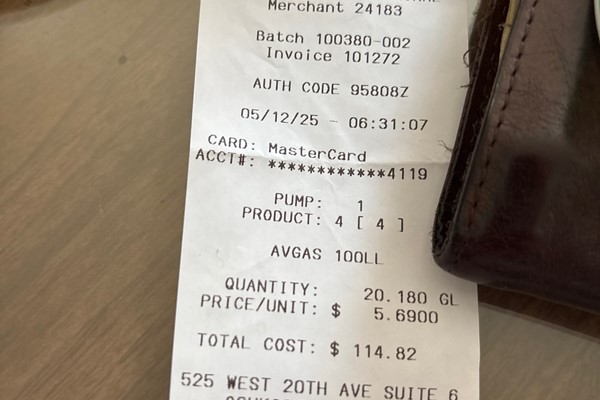 Merchant 24183
Batch 100380-002
Invoice 101272
AUTH CODE 95808Z
05/12/25 - 06:31:07
CARD: MasterCard
ACCT#: ************4119
PUMP: 1
PRODUCT: 4 [ 4 ]
AVGAS 100LL
QUANTITY: 20.180 GL
PRICE/UNIT: $ 5.6900
TOTAL COST: $ 114.82
525 WEST 20TH AVE SUITE 6